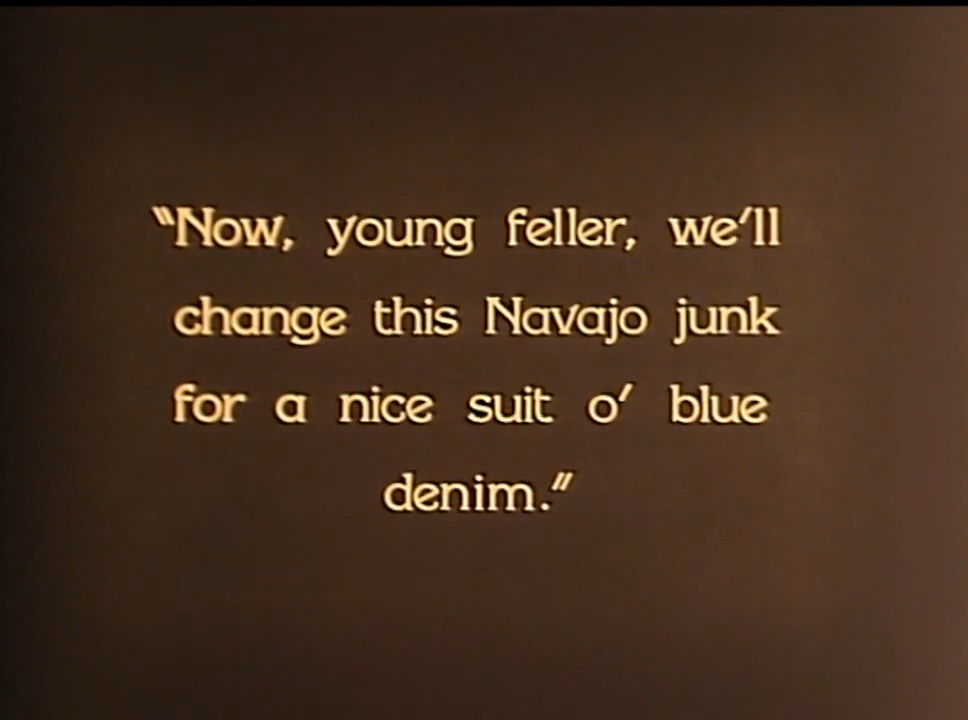 "Now, young feller, we'll
change this Navajo junk
for a nice suit o' blue
denim."